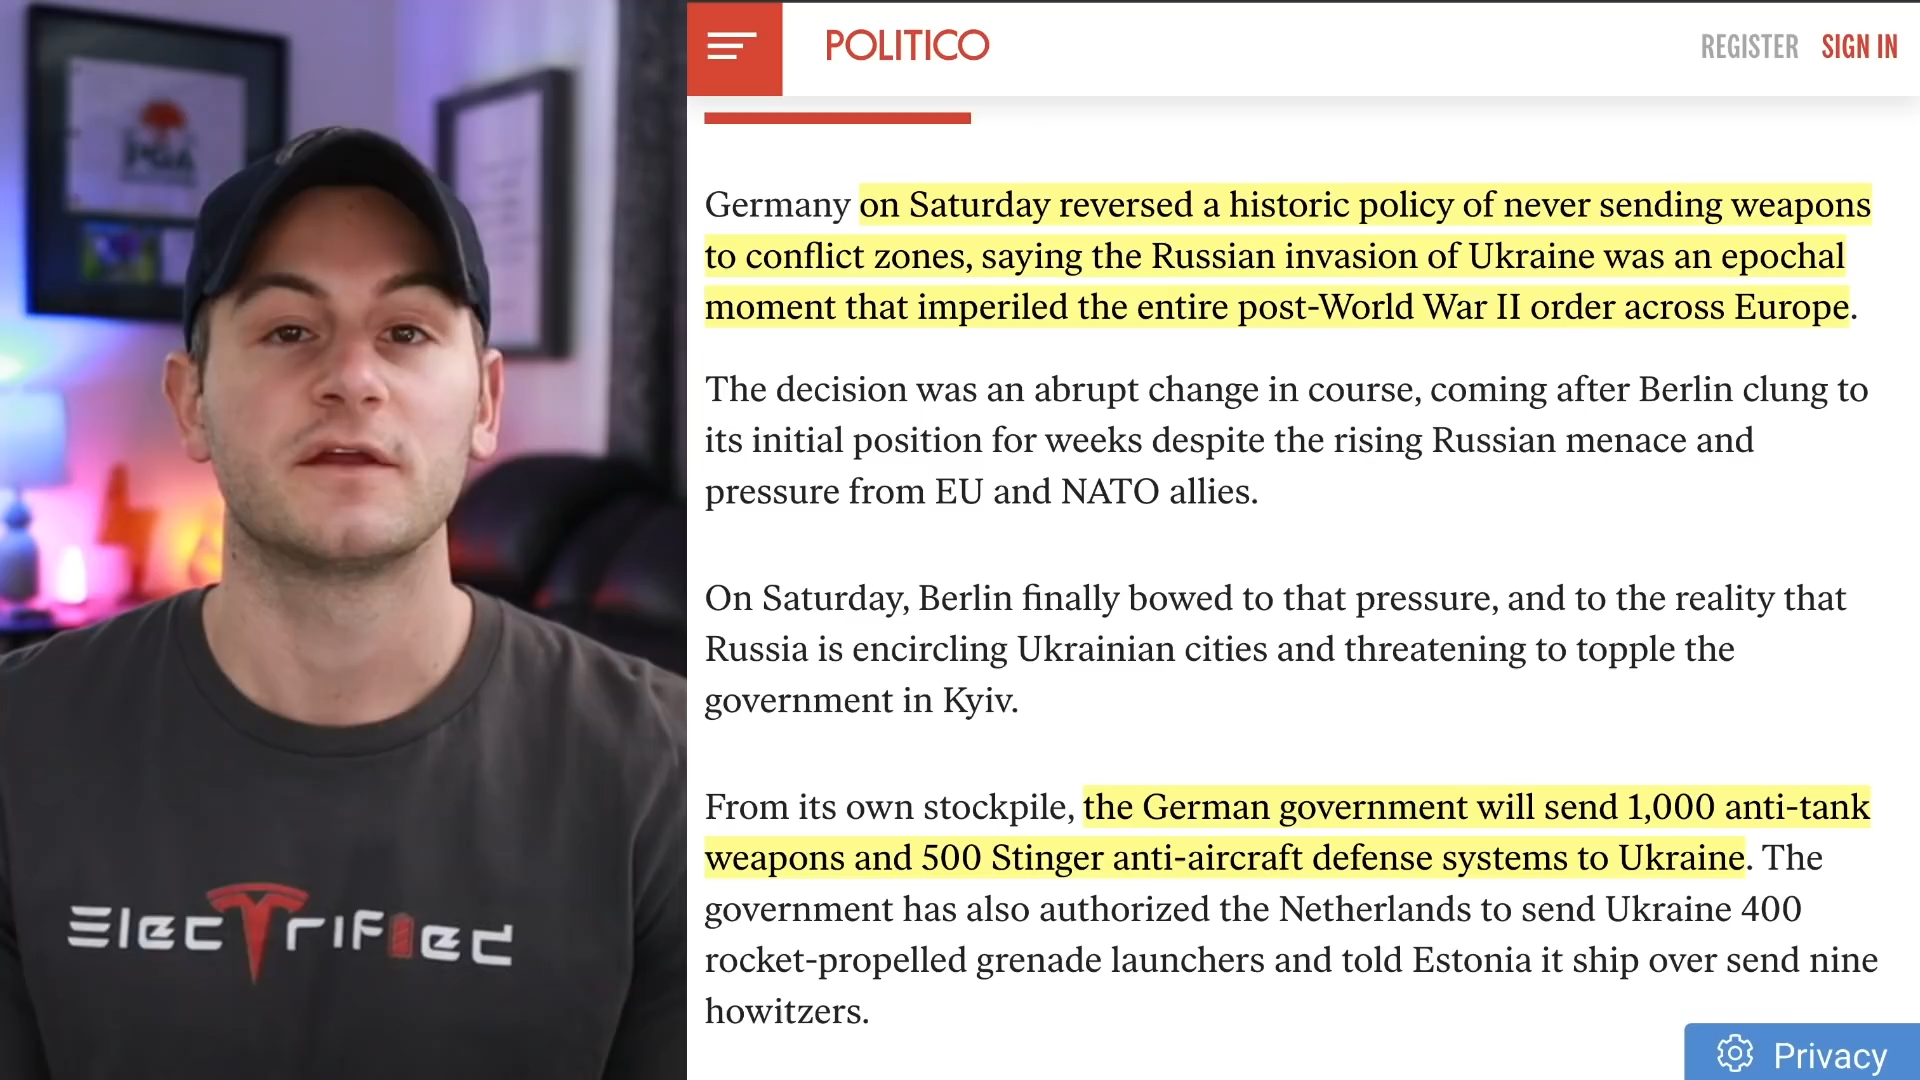 PGA
ElecTrified
POLITICO
REGISTER SIGN IN
Germany on Saturday reversed a historic policy of never sending weapons
to conflict zones, saying the Russian invasion of Ukraine was an epochal
moment that imperiled the entire post-World War II order across Europe.
The decision was an abrupt change in course, coming after Berlin clung to
its initial position for weeks despite the rising Russian menace and
pressure from EU and NATO allies.
On Saturday, Berlin finally bowed to that pressure, and to the reality that
Russia is encircling Ukrainian cities and threatening to topple the
government in Kyiv.
From its own stockpile, the German government will send 1,000 anti-tank
weapons and 500 Stinger anti-aircraft defense systems to Ukraine. The
government has also authorized the Netherlands to send Ukraine 400
rocket-propelled grenade launchers and told Estonia it ship over send nine
howitzers.
Privacy